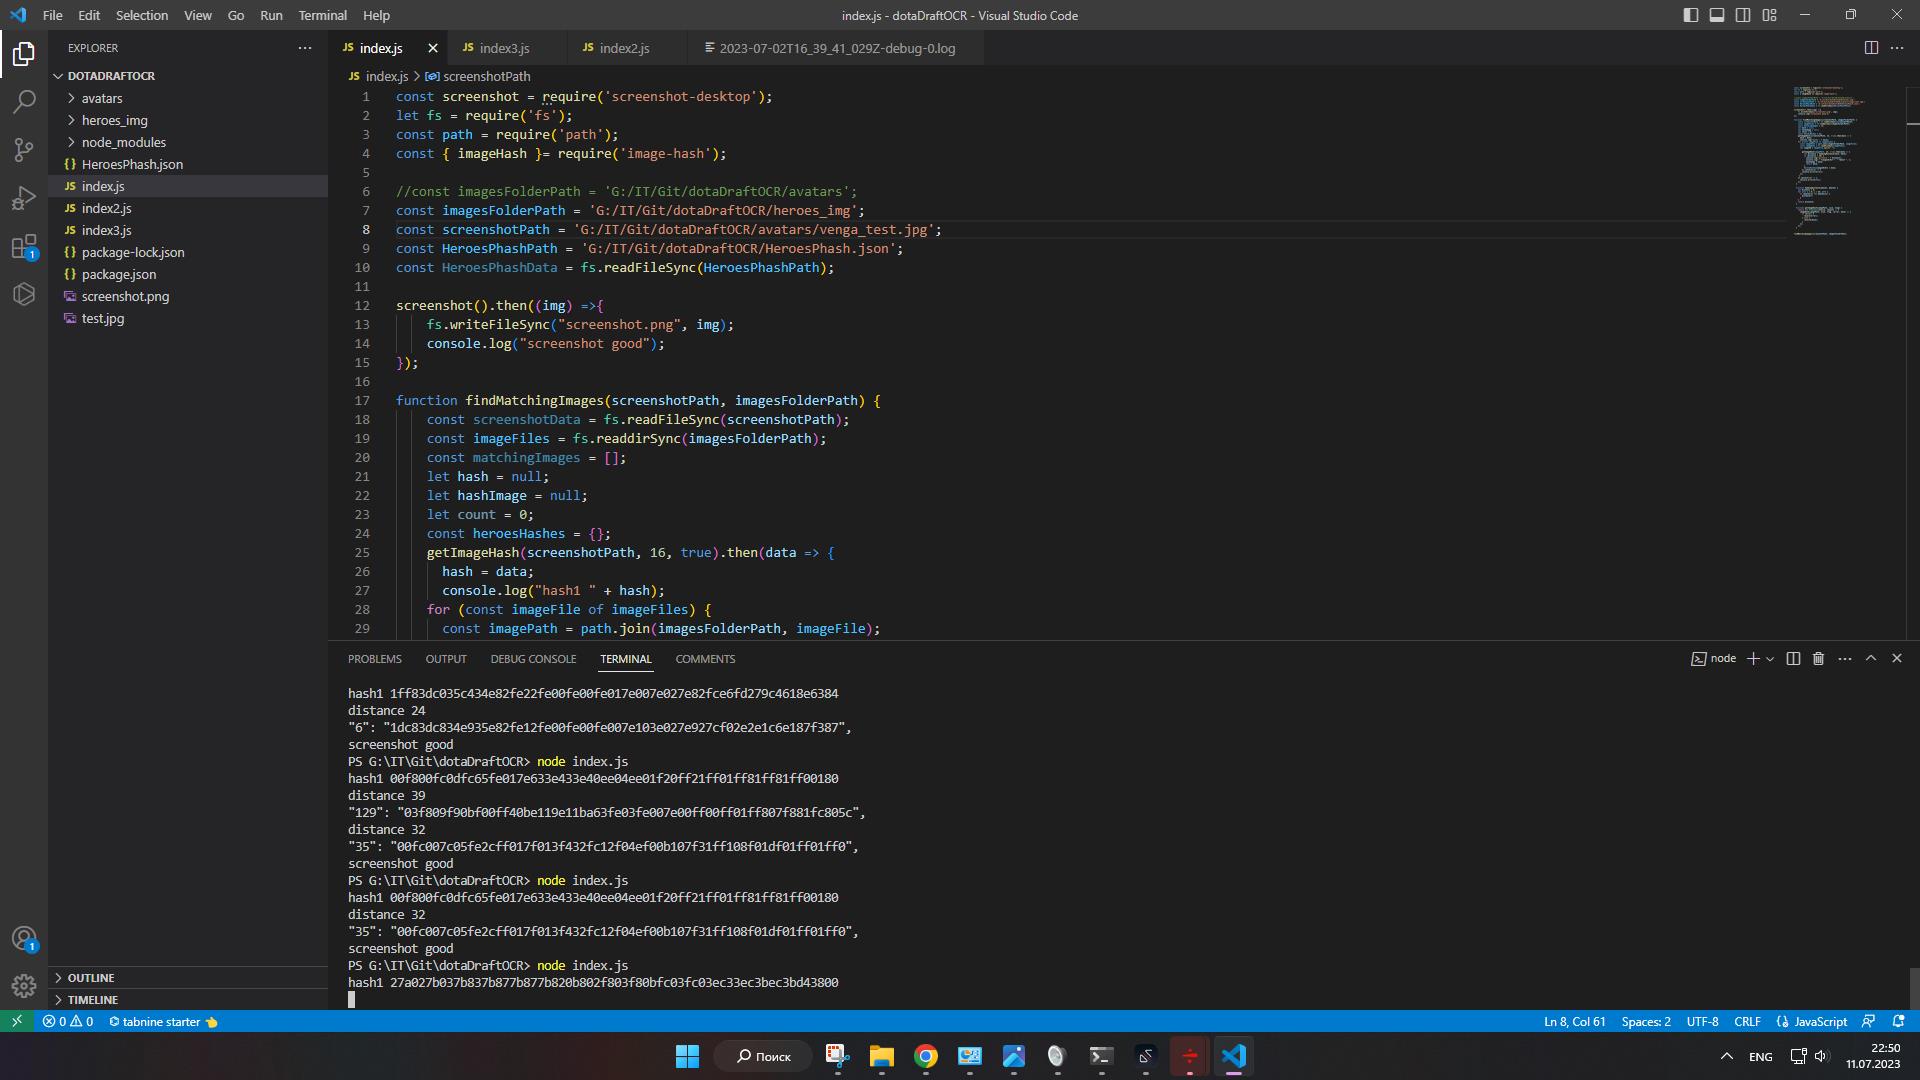 File Edit Selection View Go Run Terminal Help
index.js - dotaDraftOCR - Visual Studio Code
EXPLORER
DOTADRAFTOCR
avatars
heroes_img
node_modules
{} HeroesPhash.json
JS index.js
JS index2.js
JS index3.js
{} package-lock.json
{} package.json
screenshot.png
test.jpg
OUTLINE
TIMELINE
1
1
JS index.js
JS index3.js
JS index2.js
2023-07-02T16_39_41_029Z-debug-0.log
JS index.js > screenshotPath
1 const screenshot = require('screenshot-desktop');
2 let fs = require('fs');
3 const path = require('path');
4 const { imageHash }= require('image-hash');
5
6 //const imagesFolderPath = 'G:/IT/Git/dotaDraftOCR/avatars';
7 const imagesFolderPath = 'G:/IT/Git/dotaDraftOCR/heroes_img';
8 const screenshotPath = 'G:/IT/Git/dotaDraftOCR/avatars/venga_test.jpg';
9 const HeroesPhashPath = 'G:/IT/Git/dotaDraftOCR/HeroesPhash.json';
10 const HeroesPhashData = fs.readFileSync(HeroesPhashPath);
11
12 screenshot().then((img) =>{
13 fs.writeFileSync("screenshot.png", img);
14 console.log("screenshot good");
15 });
16
17 function findMatchingImages(screenshotPath, imagesFolderPath) {
18 const screenshotData = fs.readFileSync(screenshotPath);
19 const imageFiles = fs.readdirSync(imagesFolderPath);
20 const matchingImages = [];
21 let hash = null;
22 let hashImage = null;
23 let count = 0;
24 const heroesHashes = {};
25 getImageHash(screenshotPath, 16, true).then(data => {
26 hash = data;
27 console.log("hash1 " + hash);
28 for (const imageFile of imageFiles) {
29 const imagePath = path.join(imagesFolderPath, imageFile);
PROBLEMS OUTPUT DEBUG CONSOLE TERMINAL COMMENTS
node
hash1 1ff83dc035c434e82fe22fe00fe00fe017e007e027e82fce6fd279c4618e6384
distance 24
"6": "1dc83dc834e935e82fe12fe00fe00fe007e103e027e927cf02e2e1c6e187f387",
screenshot good
PS G:\IT\Git\dotaDraftOCR> node index.js
hash1 00f800fc0dfc65fe017e633e433e40ee04ee01f20ff21ff01ff81ff81ff00180
distance 39
"129": "03f809f90bf00ff40be119e11ba63fe03fe007e00ff00ff01ff807f881fc805c",
distance 32
"35": "00fc007c05fe2cff017f013f432fc12f04ef00b107f31ff108f01df01ff01ff0",
screenshot good
PS G:\IT\Git\dotaDraftOCR> node index.js
hash1 00f800fc0dfc65fe017e633e433e40ee04ee01f20ff21ff01ff81ff81ff00180
distance 32
"35": "00fc007c05fe2cff017f013f432fc12f04ef00b107f31ff108f01df01ff01ff0",
screenshot good
PS G:\IT\Git\dotaDraftOCR> node index.js
hash1 27a027b037b837b877b877b820b802f803f80bfc03fc03ec33ec3bec3bd43800
0 0 tabnine starter 👈
Ln 8, Col 61 Spaces: 2 UTF-8 CRLF {} JavaScript
Поиск
ENG
22:50
11.07.2023